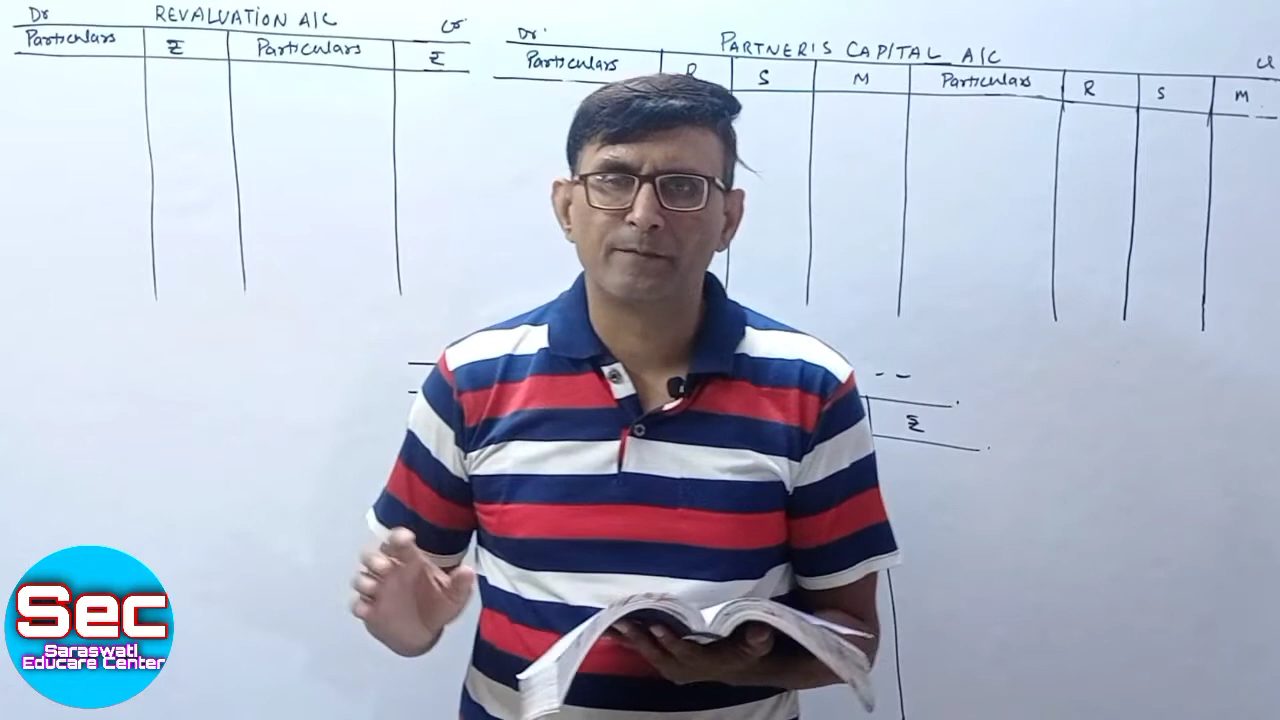 Dr REVALUATION A/C Cr
Particulars ₹ Particulars ₹
Dr. PARTNER'S CAPITAL A/C Cr
Particulars R S M Particulars R S M
₹
Sec
Saraswati
Educare Center